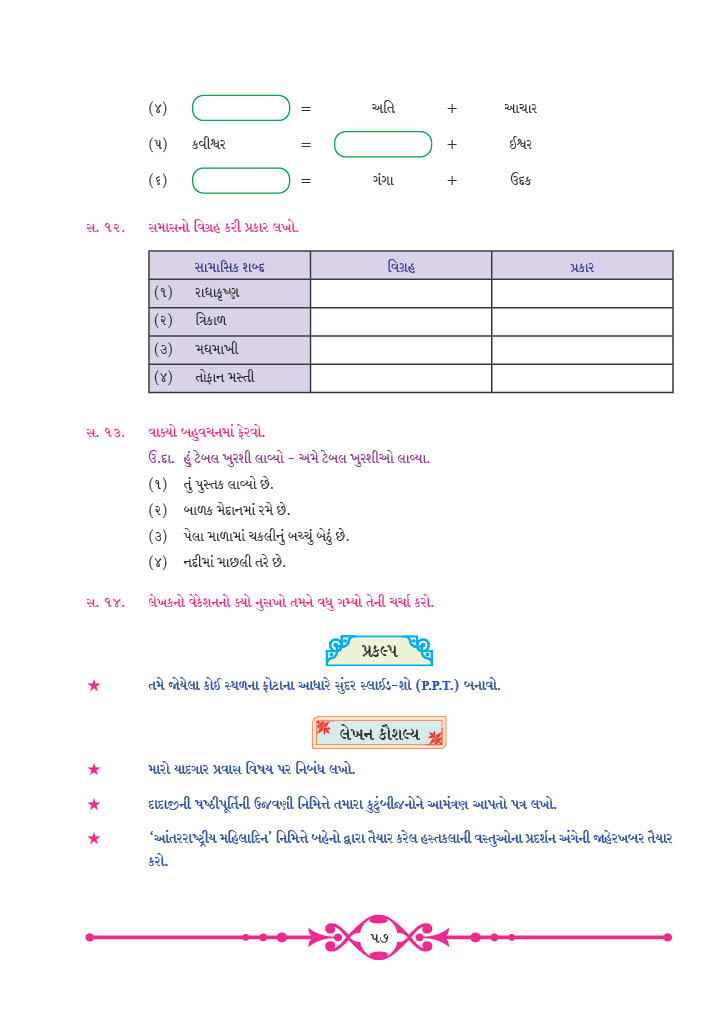 (૪) = અતિ + આચાર
(૫) કવીશ્વર = + ઈશ્વર
(૬) = ગંગા + ઉદક
સ. ૧૨. સમાસનો વિગ્રહ કરી પ્રકાર લખો.
સામાસિક શબ્દ વિગ્રહ પ્રકાર
(૧) રાધાકૃષ્ણ
(૨) ત્રિકાળ
(૩) મધમાખી
(૪) તોફાન મસ્તી
સ. ૧૩. વાક્યો બહુવચનમાં ફેરવો.
ઉ.દા. હું ટેબલ ખુરશી લાવ્યો - અમે ટેબલ ખુરશીઓ લાવ્યા.
(૧) તું પુસ્તક લાવ્યો છે.
(૨) બાળક મેદાનમાં રમે છે.
(૩) પેલા માળામાં ચકલીનું બચ્ચું બેઠું છે.
(૪) નદીમાં માછલી તરે છે.
સ. ૧૪. લેખકનો વેકેશનનો ક્યો નુસખો તમને વધુ ગમ્યો તેની ચર્ચા કરો.
પ્રકલ્પ
★ તમે જોયેલા કોઈ સ્થળના ફોટાના આધારે સુંદર સ્લાઈડ-શો (P.P.T.) બનાવો.
લેખન કૌશલ્ય
★ મારો યાદગાર પ્રવાસ વિષય પર નિબંધ લખો.
★ દાદાજીની ષષ્ઠીપૂર્તિની ઉજવણી નિમિત્તે તમારા કુટુંબીજનોને આમંત્રણ આપતો પત્ર લખો.
★ ‘આંતરરાષ્ટ્રીય મહિલાદિન’ નિમિત્તે બહેનો દ્વારા તૈયાર કરેલ હસ્તકલાની વસ્તુઓના પ્રદર્શન અંગેની જાહેરખબર તૈયાર
કરો.
૫૭